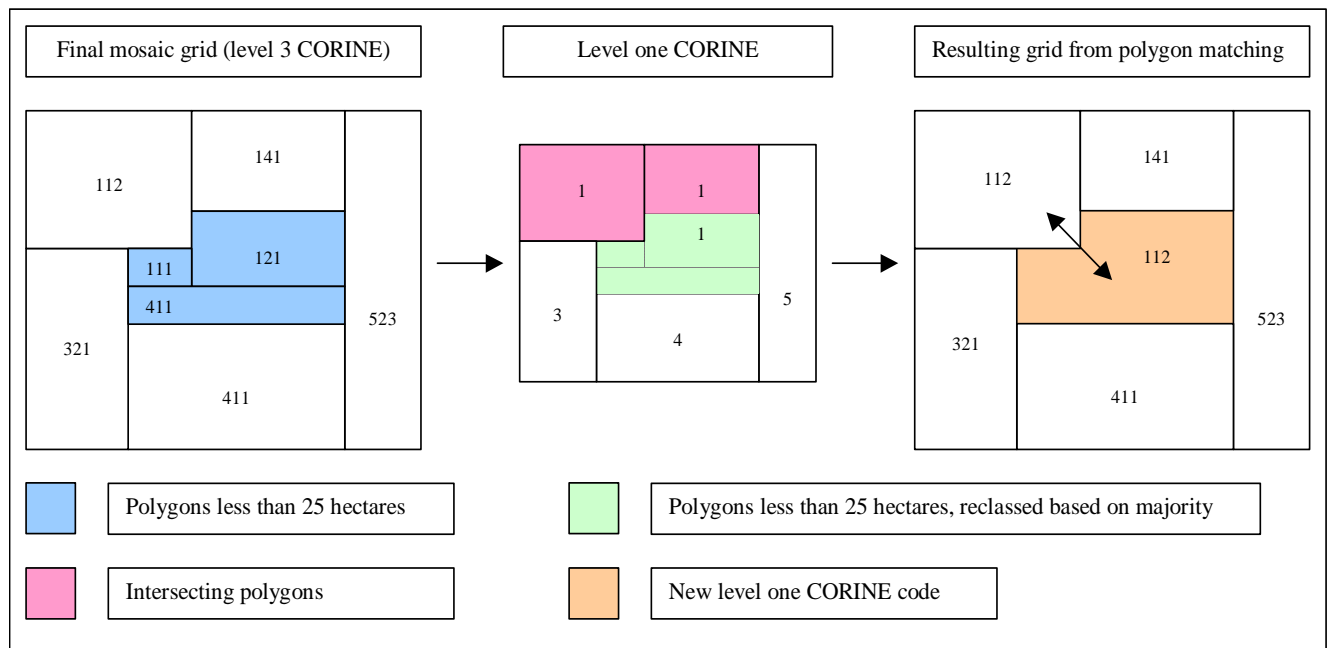 Final mosaic grid (level 3 CORINE)
Level one CORINE
Resulting grid from polygon matching
112
141
121
111
411
321
411
523
1
1
1
3
4
5
112
141
112
321
411
523
Polygons less than 25 hectares
Polygons less than 25 hectares, reclassed based on majority
Intersecting polygons
New level one CORINE code